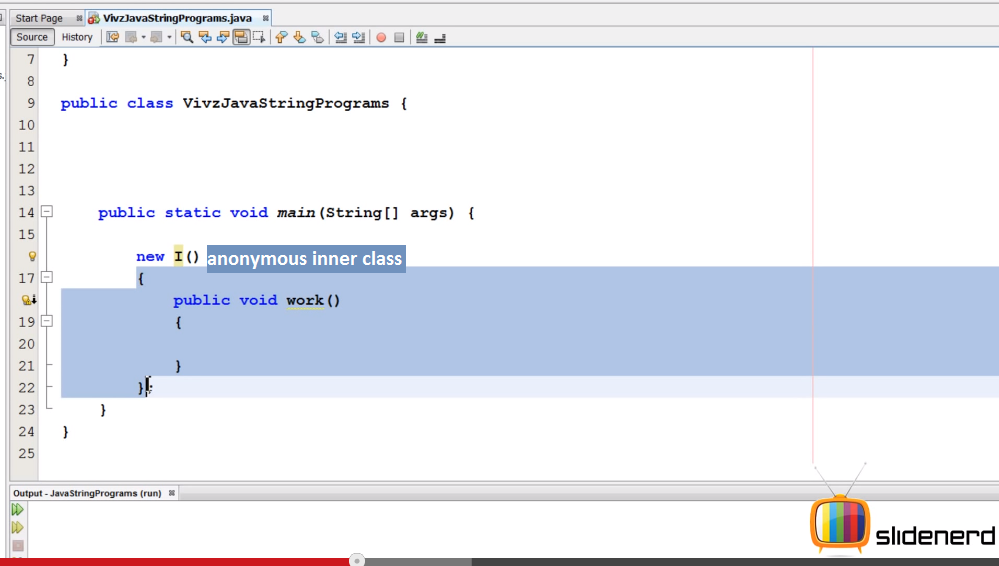 Start Page VivzJavaStringPrograms.java
Source History
7 }
8
9 public class VivzJavaStringPrograms {
10
11
12
13
14 public static void main(String[] args) {
15
new I() anonymous inner class
17 {
public void work()
19 {
20
21 }
22 };
23 }
24 }
25
Output - JavaStringPrograms (run)
slidenerd